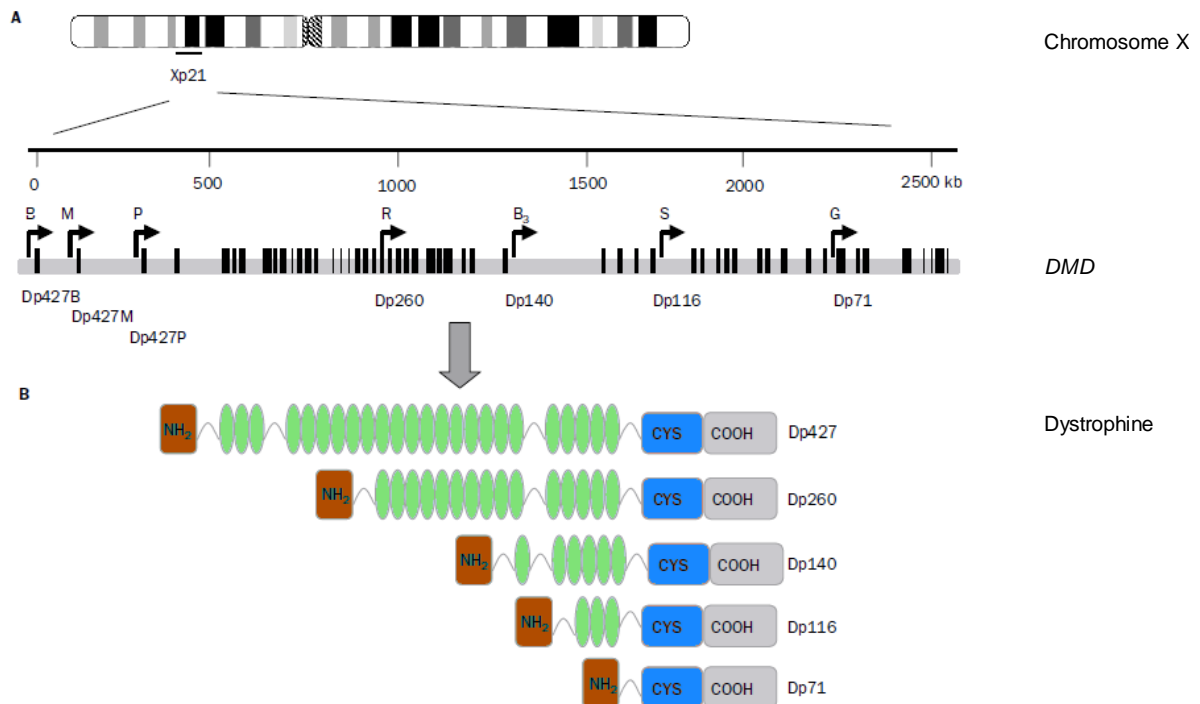 A
Chromosome X
Xp21
0 500 1000 1500 2000 2500 kb
B M P R B3 S G
DMD
Dp427B Dp260 Dp140 Dp116 Dp71
Dp427M
Dp427P
B
NH2 CYS COOH Dp427
Dystrophine
NH2 CYS COOH Dp260
NH2 CYS COOH Dp140
NH2 CYS COOH Dp116
NH2 CYS COOH Dp71